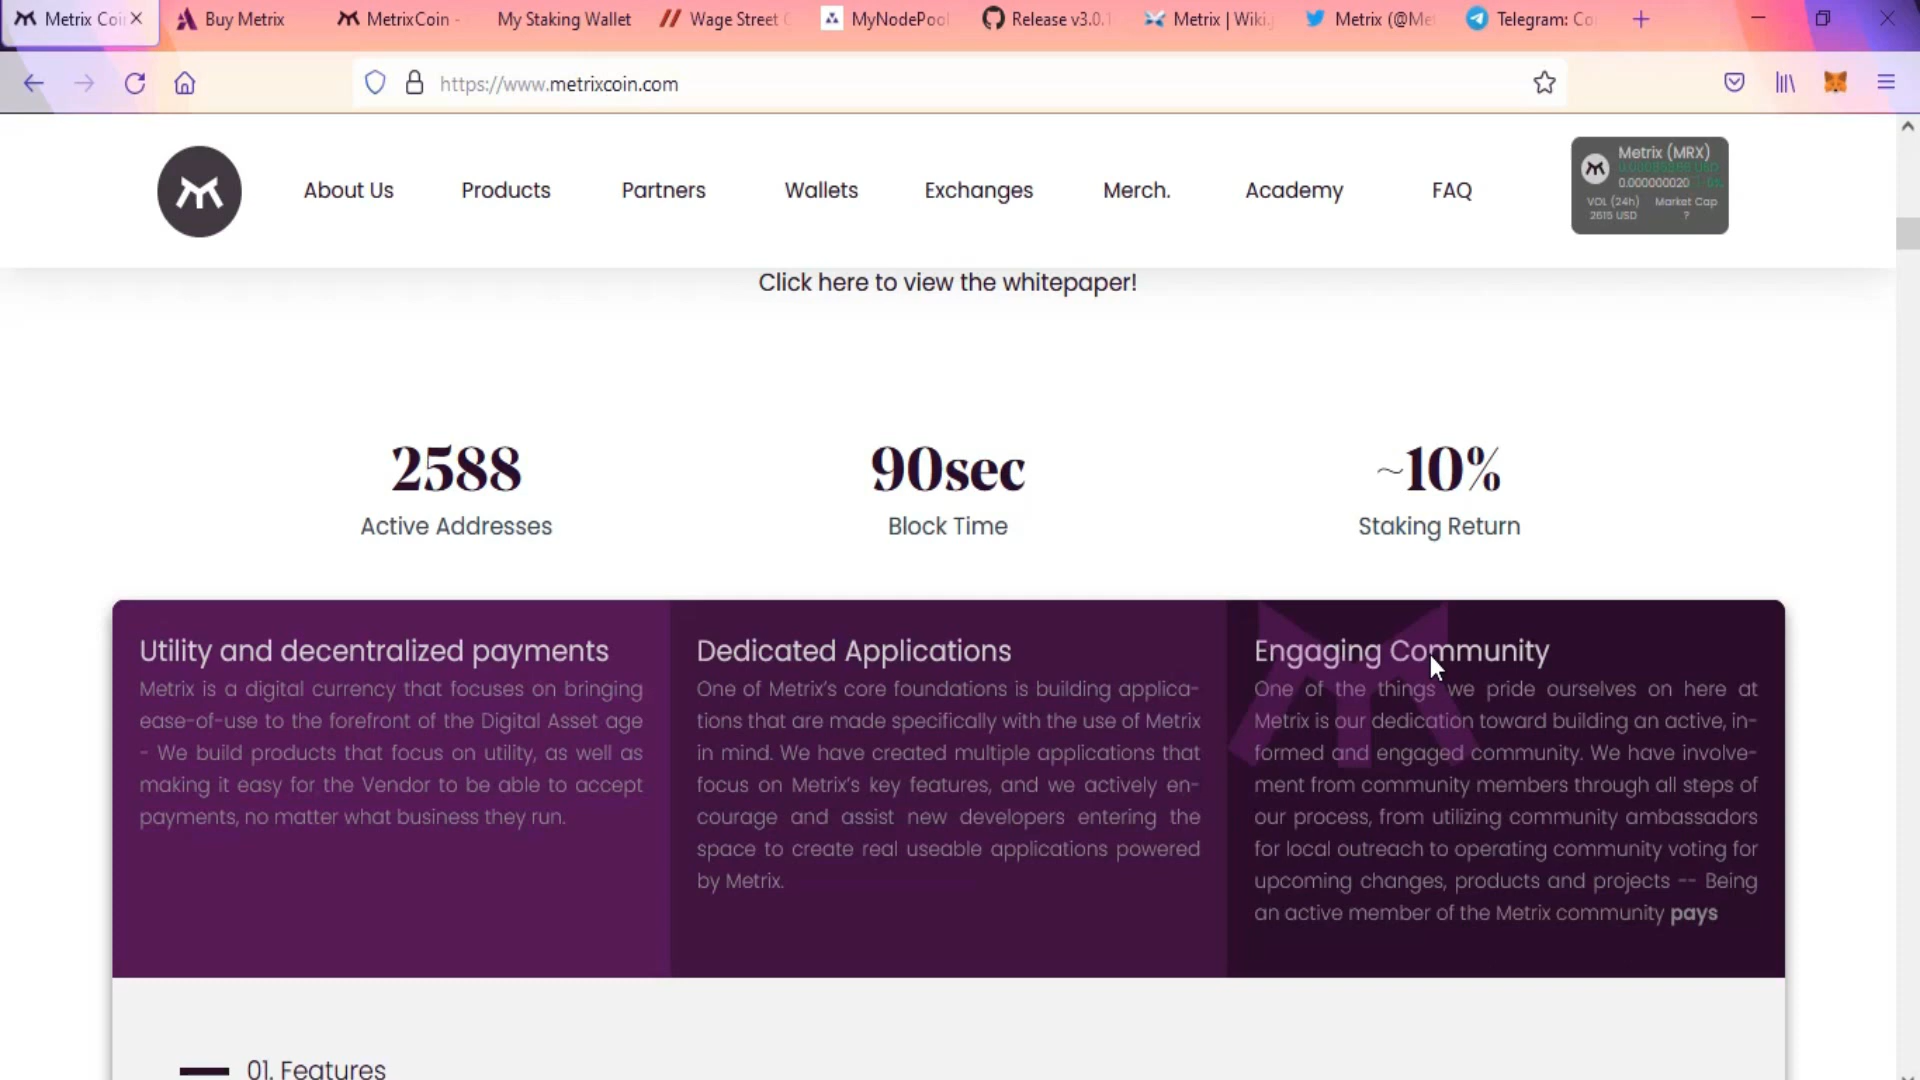 Metrix Coi
Buy Metrix
MetrixCoin -
My Staking Wallet
Wage Street
MyNodePoo
Release v3.0.
Metrix | Wiki.
Metrix (@Me
Telegram: Co
https://www.metrixcoin.com
About Us
Products
Partners
Wallets
Exchanges
Merch.
Academy
FAQ
Metrix (MRX)
0.000000020
VOL (24h) Market Cap
2615 USD ?
Click here to view the whitepaper!
2588
Active Addresses
90sec
Block Time
~10%
Staking Return
Utility and decentralized payments
Metrix is a digital currency that focuses on bringing
ease-of-use to the forefront of the Digital Asset age
- We build products that focus on utility, as well as
making it easy for the Vendor to be able to accept
payments, no matter what business they run.
Dedicated Applications
One of Metrix's core foundations is building applica-
tions that are made specifically with the use of Metrix
in mind. We have created multiple applications that
focus on Metrix's key features, and we actively en-
courage and assist new developers entering the
space to create real useable applications powered
by Metrix.
Engaging Community
One of the things we pride ourselves on here at
Metrix is our dedication toward building an active, in-
formed and engaged community. We have involve-
ment from community members through all steps of
our process, from utilizing community ambassadors
for local outreach to operating community voting for
upcoming changes, products and projects -- Being
an active member of the Metrix community pays
01. Features